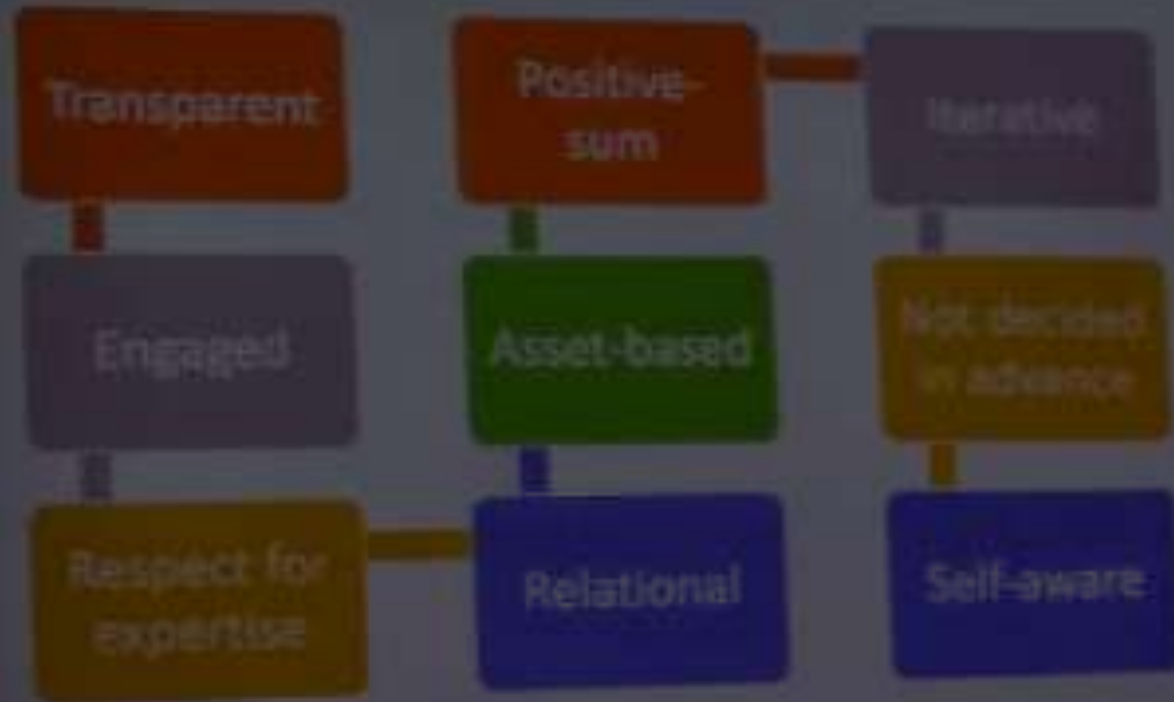 Transparent
Engaged
Respect for
expertise
Relational
Asset-based
Positive-
sum
Iterative
Not decided
in advance
Self-aware